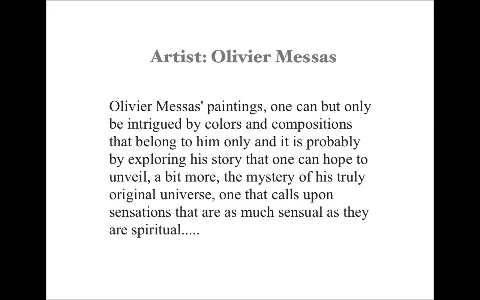 Artist: Olivier Messas
Olivier Messas' paintings, one can but only
be intrigued by colors and compositions
that belong to him only and it is probably
by exploring his story that one can hope to
unveil, a bit more, the mystery of his truly
original universe, one that calls upon
sensations that are as much sensual as they
are spiritual.....